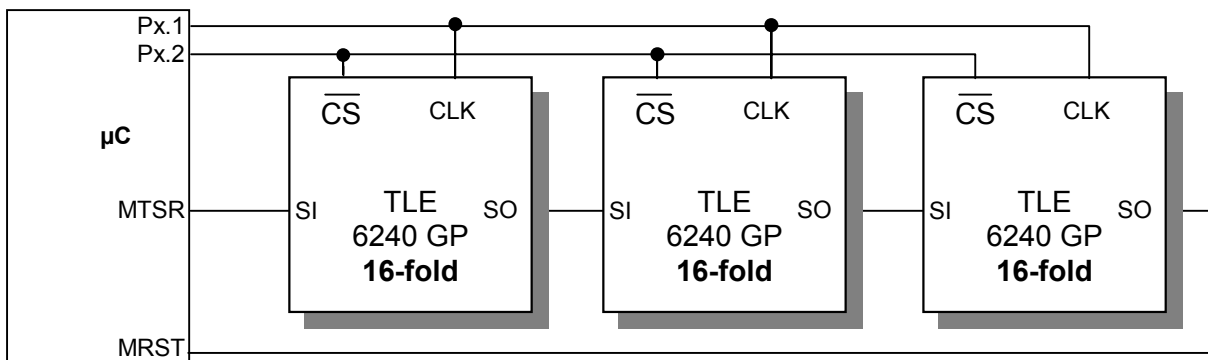 Px.1
Px.2
CS CLK
CS CLK
CS CLK
µC
MTSR
SI TLE SO
6240 GP
16-fold
SI TLE SO
6240 GP
16-fold
SI TLE SO
6240 GP
16-fold
MRST